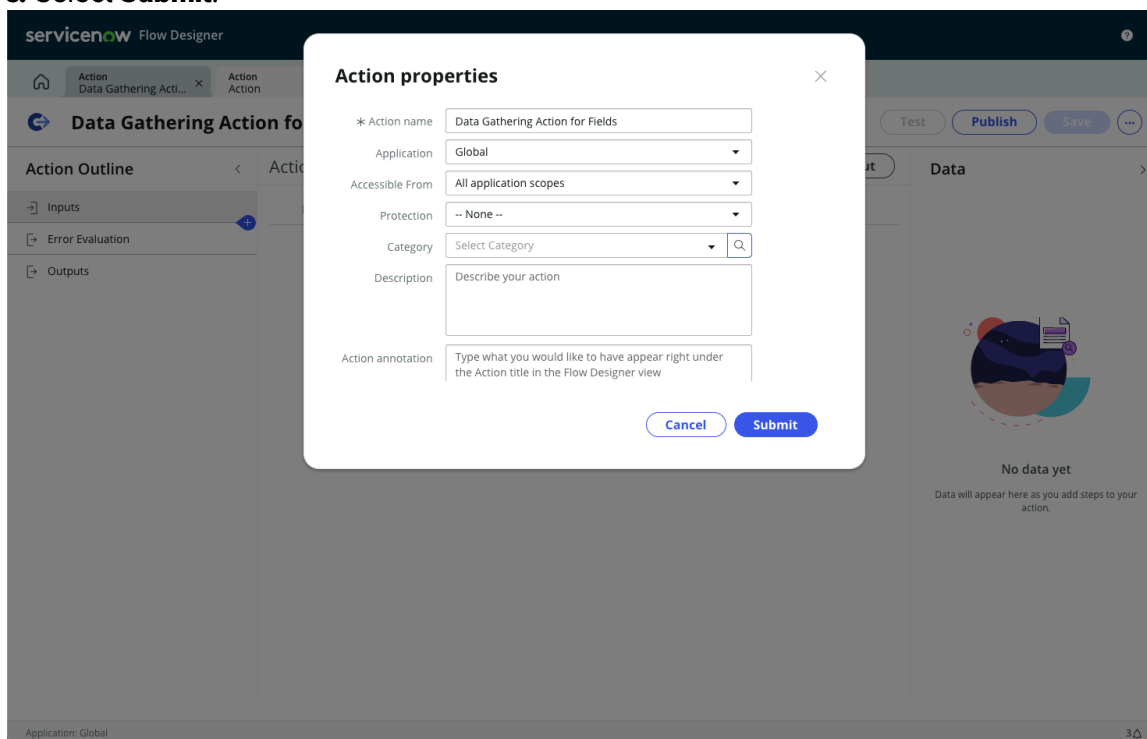 Select Submit.
servicenow Flow Designer
Action
Data Gathering Acti...
Action
Action
Data Gathering Action fo
Test
Publish
Save
Action Outline
Inputs
Error Evaluation
Outputs
Data
No data yet
Data will appear here as you add steps to your
action.
Action properties
* Action name
Data Gathering Action for Fields
Application
Global
Accessible From
All application scopes
Protection
-- None --
Category
Select Category
Description
Describe your action
Action annotation
Type what you would like to have appear right under
the Action title in the Flow Designer view
Cancel
Submit
Application: Global
3